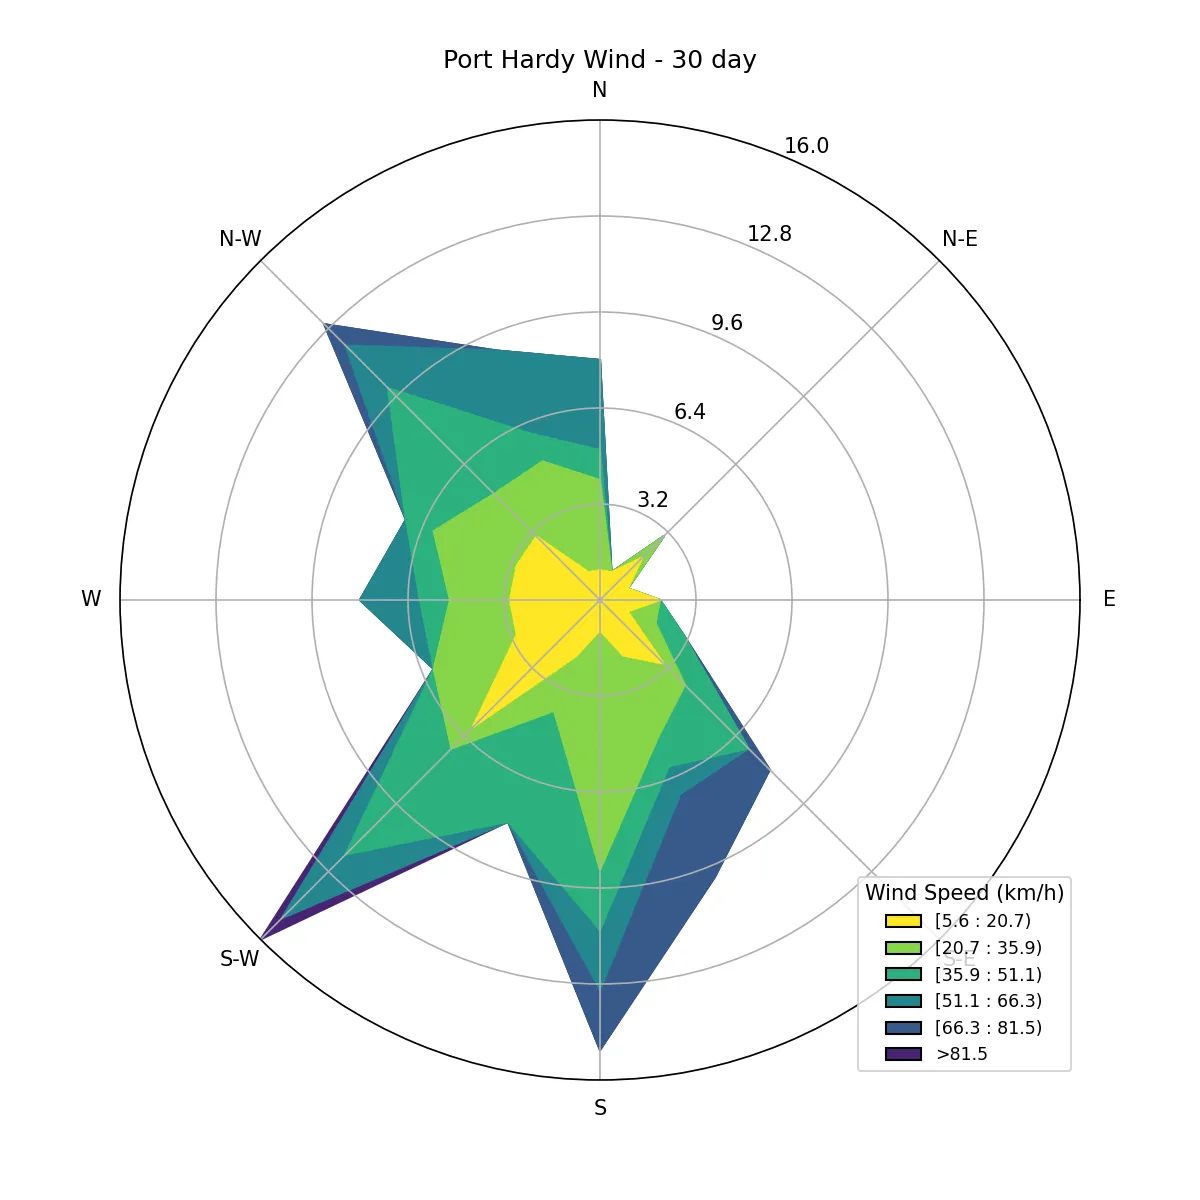 Port Hardy Wind - 30 day
N
16.0
12.8
N-W
N-E
9.6
6.4
3.2
W
E
Wind Speed (km/h)
[5.6 : 20.7)
[20.7 : 35.9)
S-W
S-E
[35.9 : 51.1)
[51.1 : 66.3)
[66.3 : 81.5)
>81.5
S